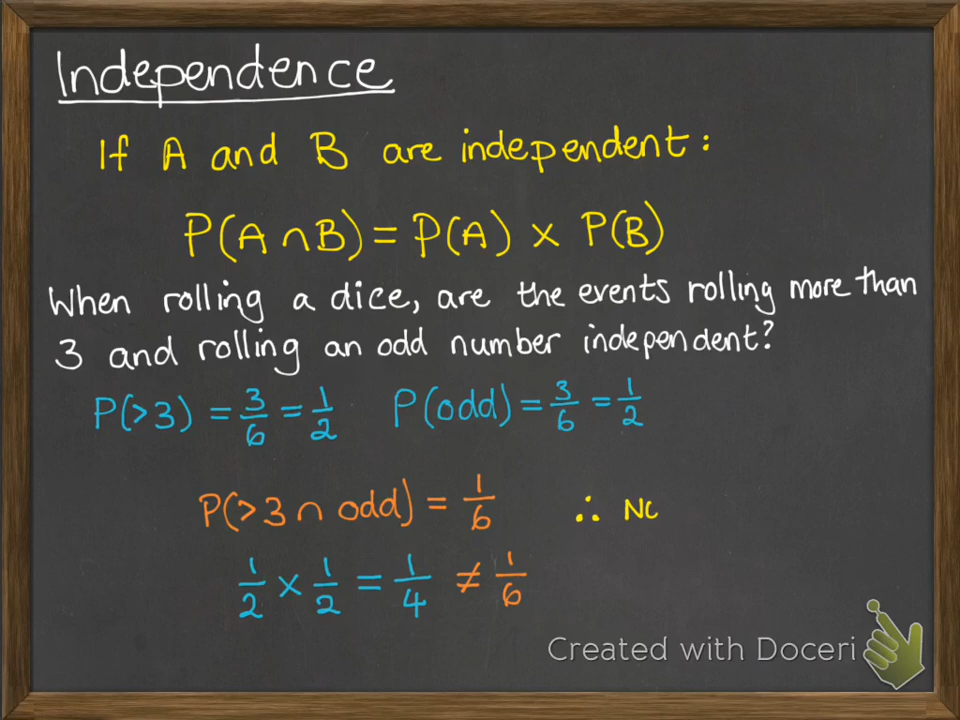 Independence
If A and B are independent:
P(A ∩ B) = P(A) × P(B)
When rolling a dice, are the events rolling more than
3 and rolling an odd number independent?
P(>3) = 3/6 = 1/2 P(odd) = 3/6 = 1/2
P(>3 ∩ odd) = 1/6 ∴ NO
1/2 × 1/2 = 1/4 ≠ 1/6
Created with Doceri